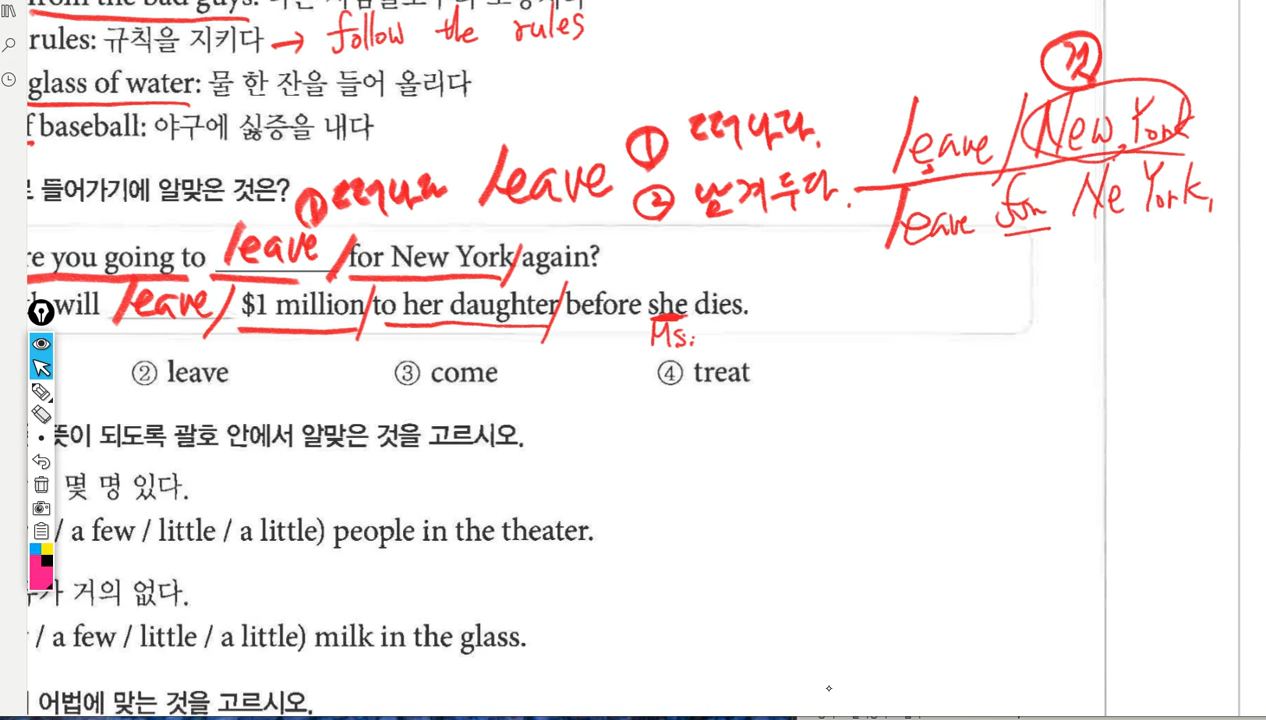 from the bad guys:
rules: 규칙을 지키다 → follow the rules
glass of water: 물 한 잔을 들어 올리다
f baseball: 야구에 싫증을 내다
것
leave / New York
leave for Ne York,
leave ① 떠나다.
② 남겨두다.
로 들어가기에 알맞은 것은?
① 떠나다
re you going to leave / for New York / again?
will leave / $1 million / to her daughter / before she dies.
Ms.
② leave ③ come ④ treat
뜻이 되도록 괄호 안에서 알맞은 것을 고르시오.
몇 명 있다.
/ a few / little / a little) people in the theater.
가 거의 없다.
/ a few / little / a little) milk in the glass.
어법에 맞는 것을 고르시오.